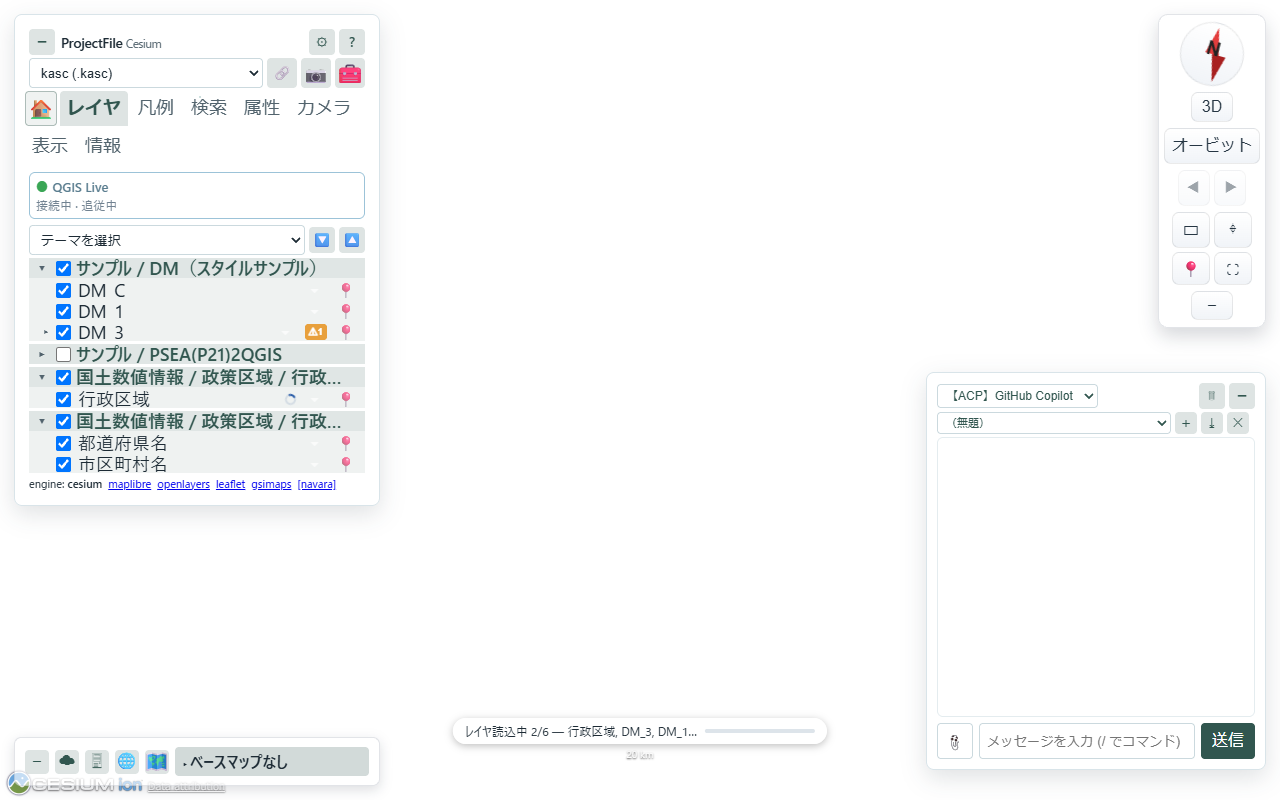 ProjectFile Cesium
?
kasc (.kasc)
レイヤ 凡例 検索 属性 カメラ
表示 情報
QGIS Live
接続中 · 追従中
テーマを選択
サンプル / DM（スタイルサンプル）
DM C
DM 1
DM 3
1
サンプル / PSEA(P21)2QGIS
国土数値情報 / 政策区域 / 行政...
行政区域
国土数値情報 / 政策区域 / 行政...
都道府県名
市区町村名
engine: cesium maplibre openlayers leaflet gsimaps [navara]
N
3D
オービット
【ACP】GitHub Copilot
（無題）
メッセージを入力 (/ でコマンド)
送信
レイヤ読込中 2/6 — 行政区域, DM_3, DM_1...
20 km
ベースマップなし
CESIUM ion
Data attribution